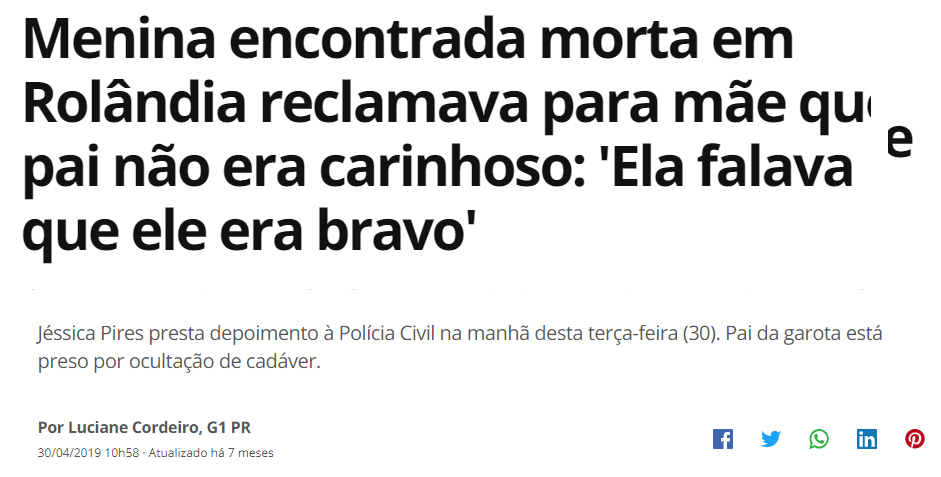 Menina encontrada morta em
Rolândia reclamava para mãe que
pai não era carinhoso: 'Ela falava
que ele era bravo'
Jéssica Pires presta depoimento à Polícia Civil na manhã desta terça-feira (30). Pai da garota está
preso por ocultação de cadáver.
Por Luciane Cordeiro, G1 PR
30/04/2019 10h58 · Atualizado há 7 meses